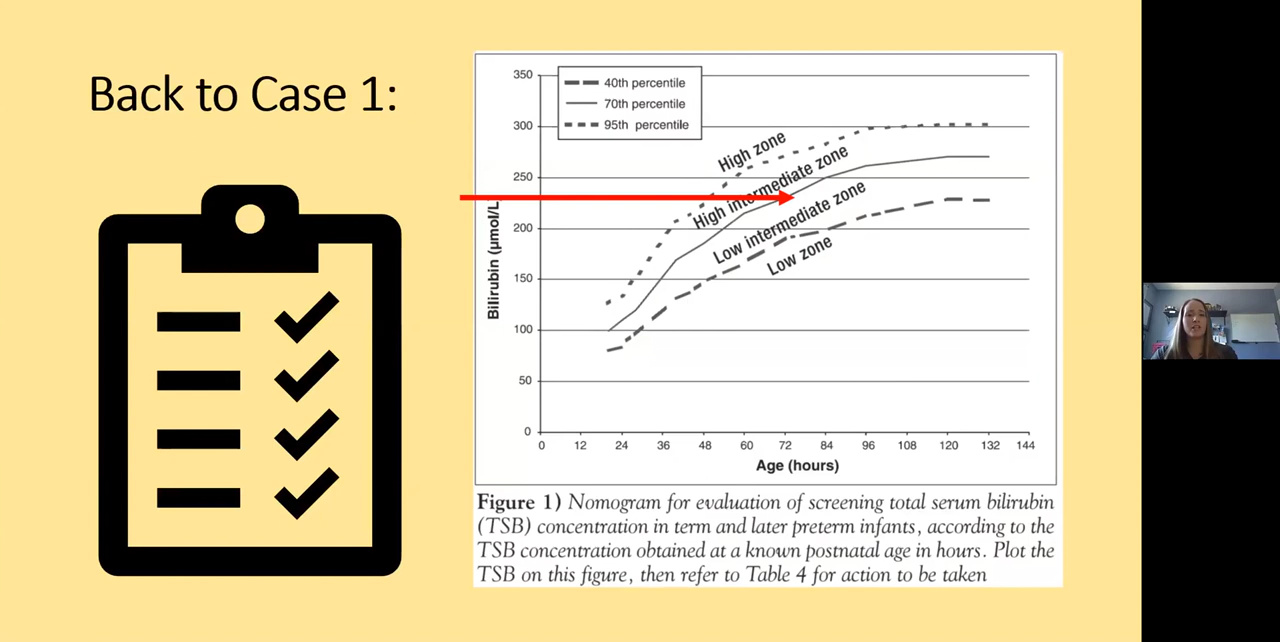 Back to Case 1:
40th percentile
70th percentile
95th percentile
350
300
250
200
150
100
50
0
Bilirubin (µmol/L
High zone
High intermediate zone
Low intermediate zone
Low zone
0 12 24 36 48 60 72 84 96 108 120 132 144
Age (hours)
Figure 1) Nomogram for evaluation of screening total serum bilirubin
(TSB) concentration in term and later preterm infants, according to the
TSB concentration obtained at a known postnatal age in hours. Plot the
TSB on this figure, then refer to Table 4 for action to be taken